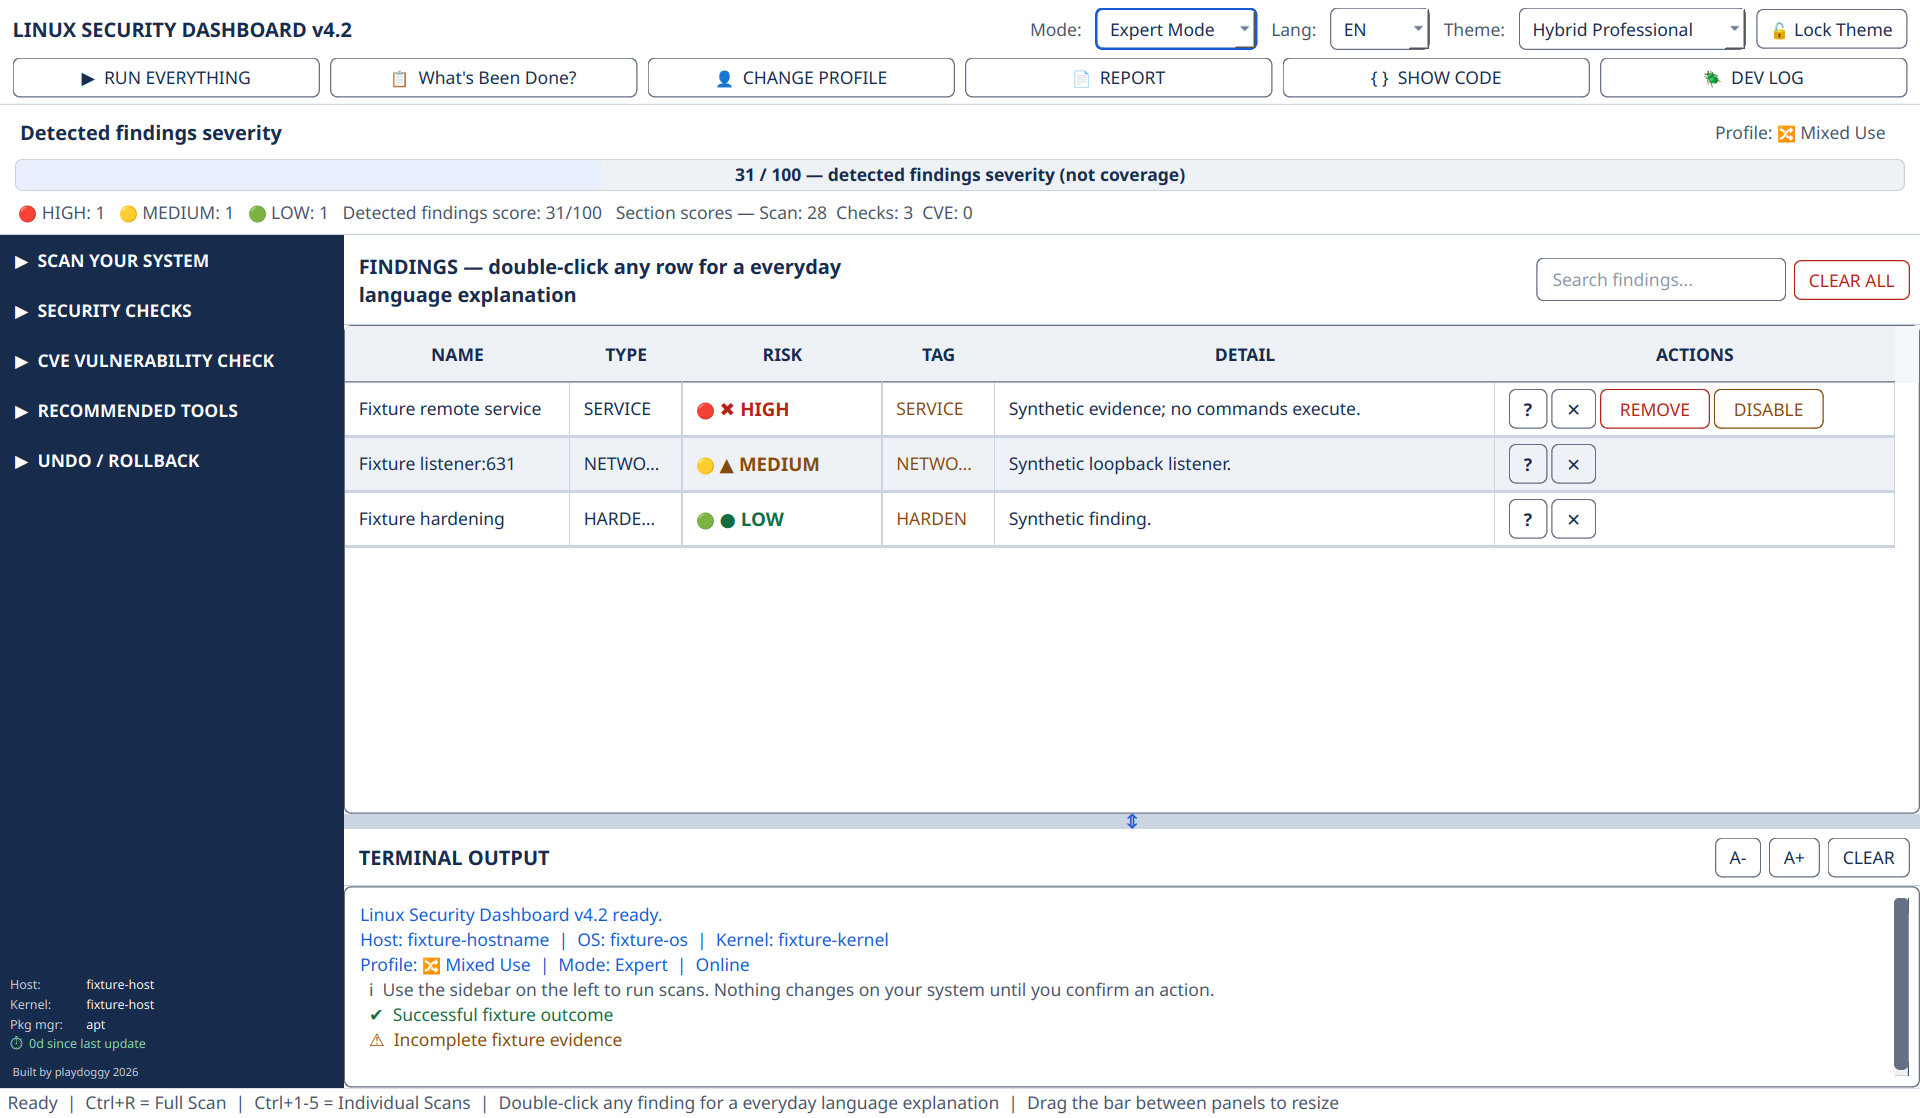 LINUX SECURITY DASHBOARD v4.2
Mode: Expert Mode Lang: EN Theme: Hybrid Professional 🔓 Lock Theme
▶ RUN EVERYTHING 📋 What's Been Done? 👤 CHANGE PROFILE 📄 REPORT { } SHOW CODE 🪲 DEV LOG
Detected findings severity
Profile: 🔀 Mixed Use
31 / 100 — detected findings severity (not coverage)
🔴 HIGH: 1 🟡 MEDIUM: 1 🟢 LOW: 1 Detected findings score: 31/100 Section scores — Scan: 28 Checks: 3 CVE: 0
▶ SCAN YOUR SYSTEM
▶ SECURITY CHECKS
▶ CVE VULNERABILITY CHECK
▶ RECOMMENDED TOOLS
▶ UNDO / ROLLBACK
Host: fixture-host
Kernel: fixture-host
Pkg mgr: apt
⏱ 0d since last update
Built by playdoggy 2026
FINDINGS — double-click any row for a everyday
language explanation
Search findings...
CLEAR ALL
NAME TYPE RISK TAG DETAIL ACTIONS
Fixture remote service SERVICE 🔴 ✖ HIGH SERVICE Synthetic evidence; no commands execute. ? ✕ REMOVE DISABLE
Fixture listener:631 NETWO... 🟡 ▲ MEDIUM NETWO... Synthetic loopback listener. ? ✕
Fixture hardening HARDE... 🟢 ● LOW HARDEN Synthetic finding. ? ✕
⇕
TERMINAL OUTPUT
A- A+ CLEAR
Linux Security Dashboard v4.2 ready.
Host: fixture-hostname | OS: fixture-os | Kernel: fixture-kernel
Profile: 🔀 Mixed Use | Mode: Expert | Online
i Use the sidebar on the left to run scans. Nothing changes on your system until you confirm an action.
✔ Successful fixture outcome
⚠ Incomplete fixture evidence
Ready | Ctrl+R = Full Scan | Ctrl+1-5 = Individual Scans | Double-click any finding for a everyday language explanation | Drag the bar between panels to resize